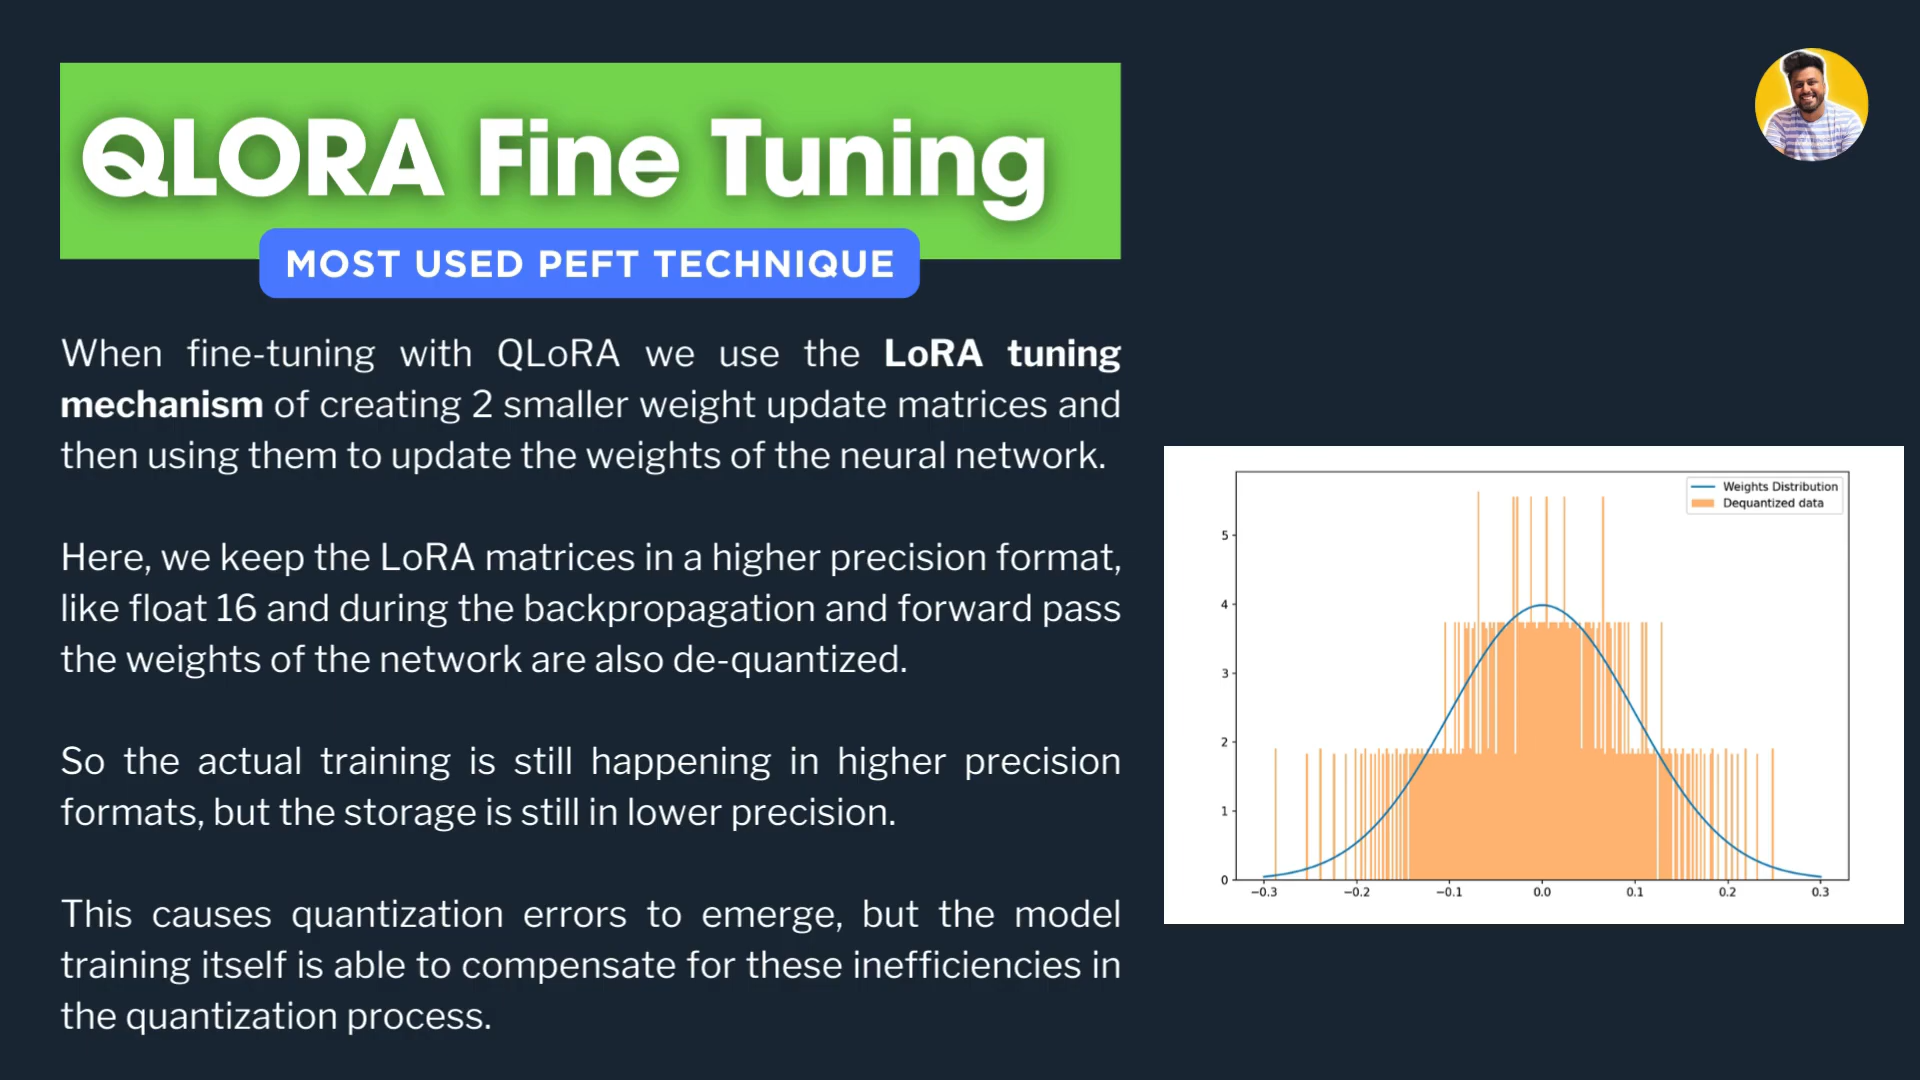 QLORA Fine Tuning
MOST USED PEFT TECHNIQUE
When fine-tuning with QLoRA we use the LoRA tuning
mechanism of creating 2 smaller weight update matrices and
then using them to update the weights of the neural network.
Here, we keep the LoRA matrices in a higher precision format,
like float 16 and during the backpropagation and forward pass
the weights of the network are also de-quantized.
So the actual training is still happening in higher precision
formats, but the storage is still in lower precision.
This causes quantization errors to emerge, but the model
training itself is able to compensate for these inefficiencies in
the quantization process.
Weights Distribution
Dequantized data
5
4
3
2
1
0
−0.3 −0.2 −0.1 0.0 0.1 0.2 0.3